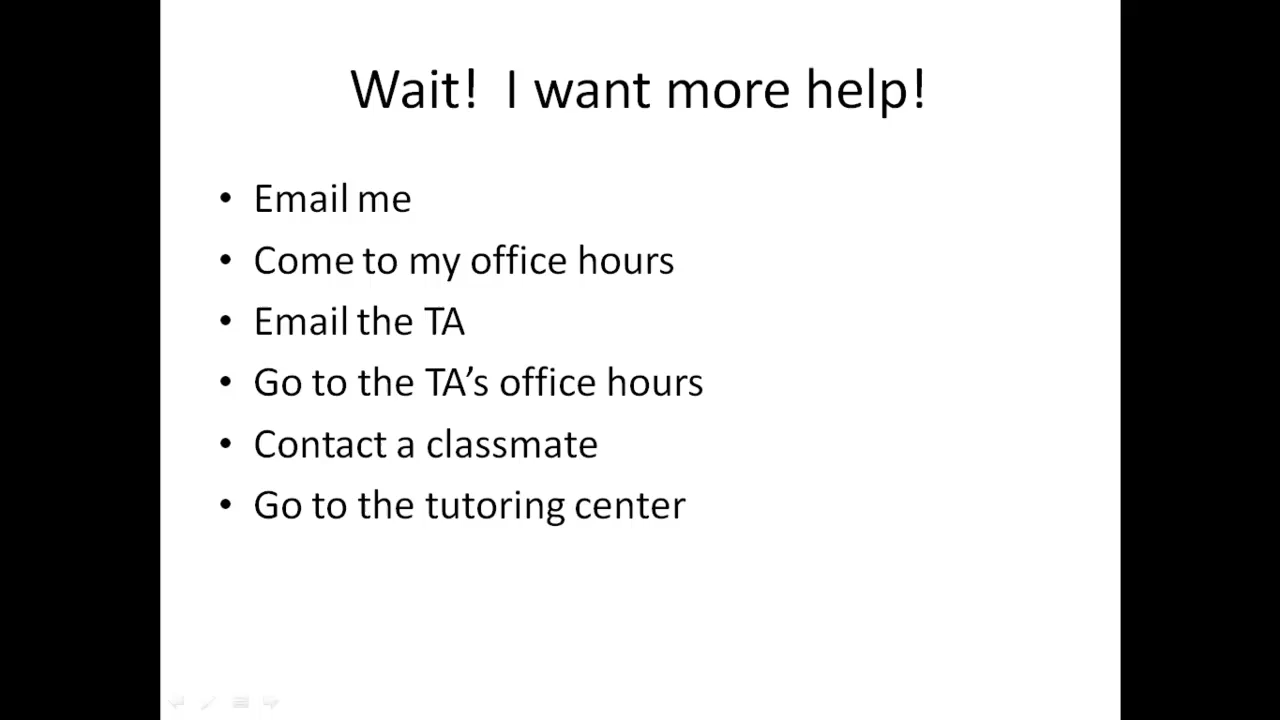 Wait!  I want more help!
• Email me
• Come to my office hours
• Email the TA
• Go to the TA’s office hours
• Contact a classmate
• Go to the tutoring center